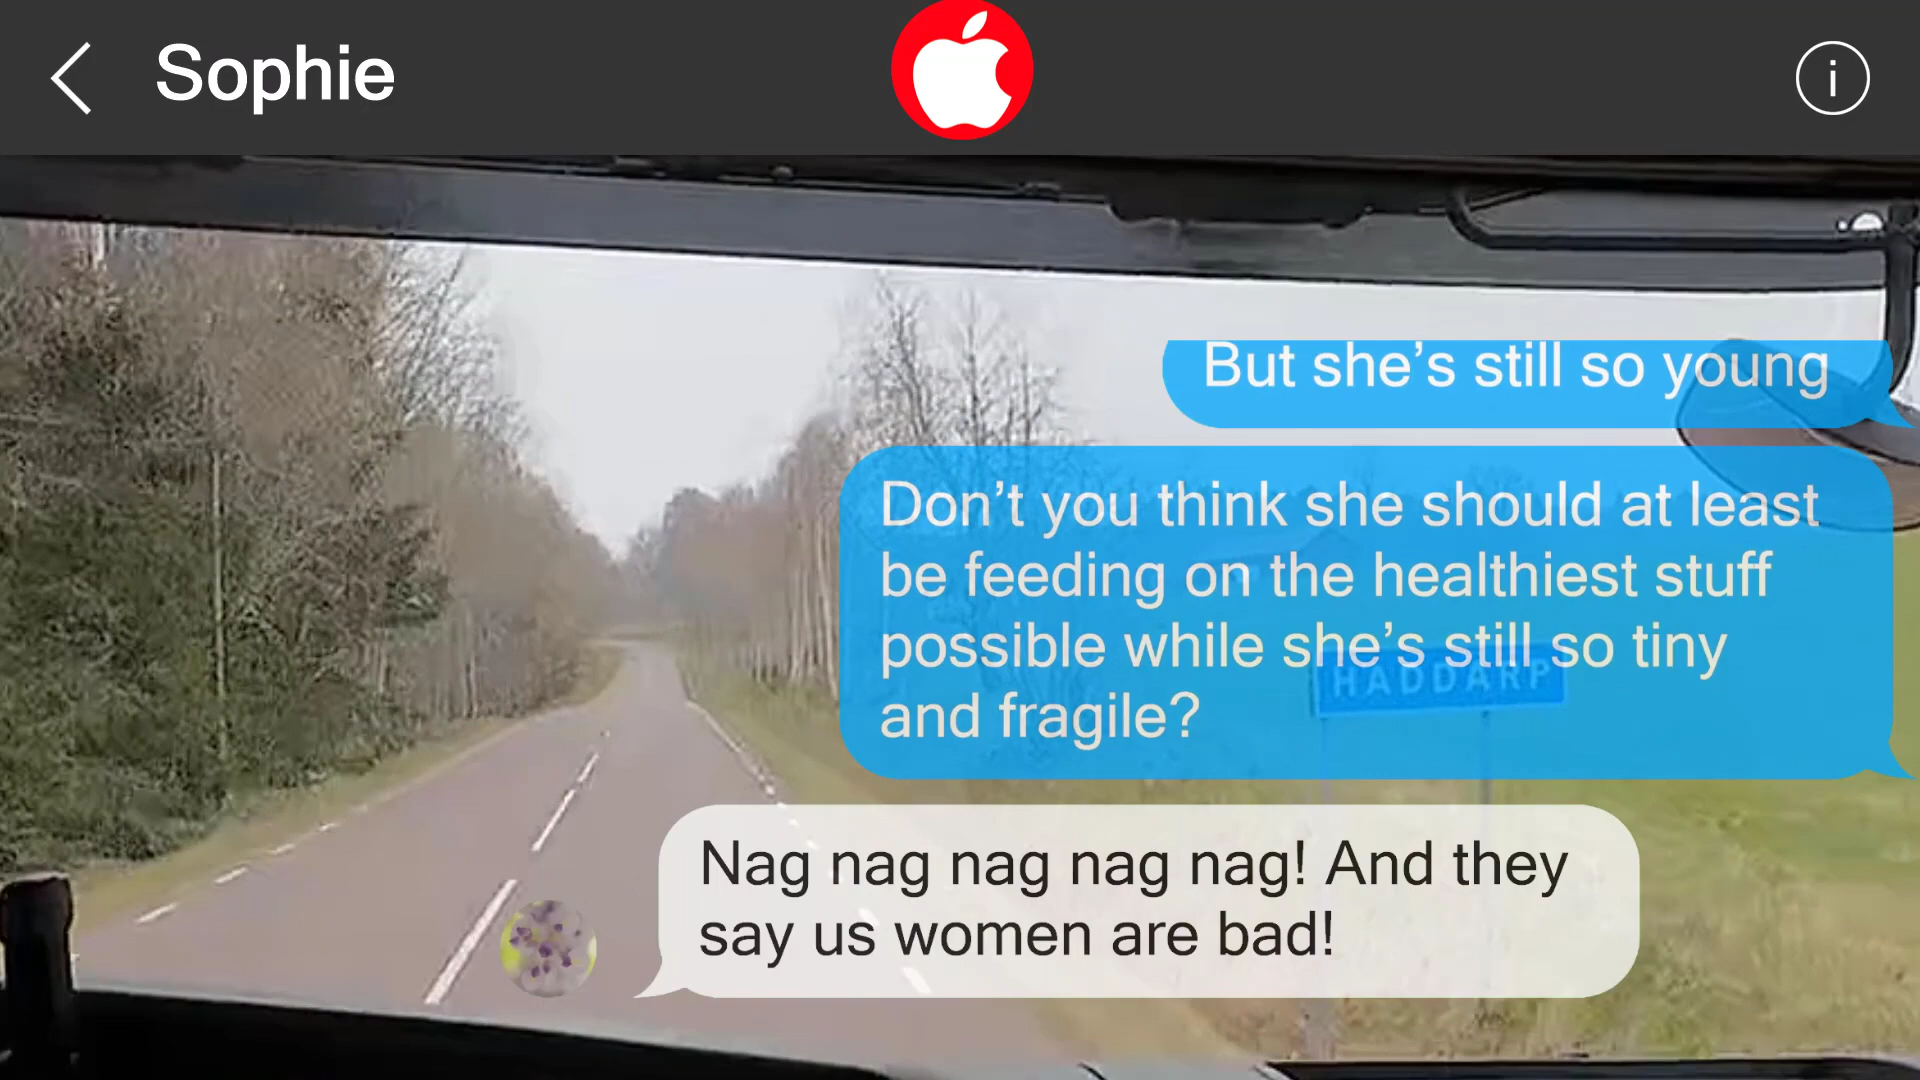 Sophie
i
But she’s still so young
Don’t you think she should at least
be feeding on the healthiest stuff
possible while she’s still so tiny
and fragile?
HADDARP
Nag nag nag nag nag! And they
say us women are bad!